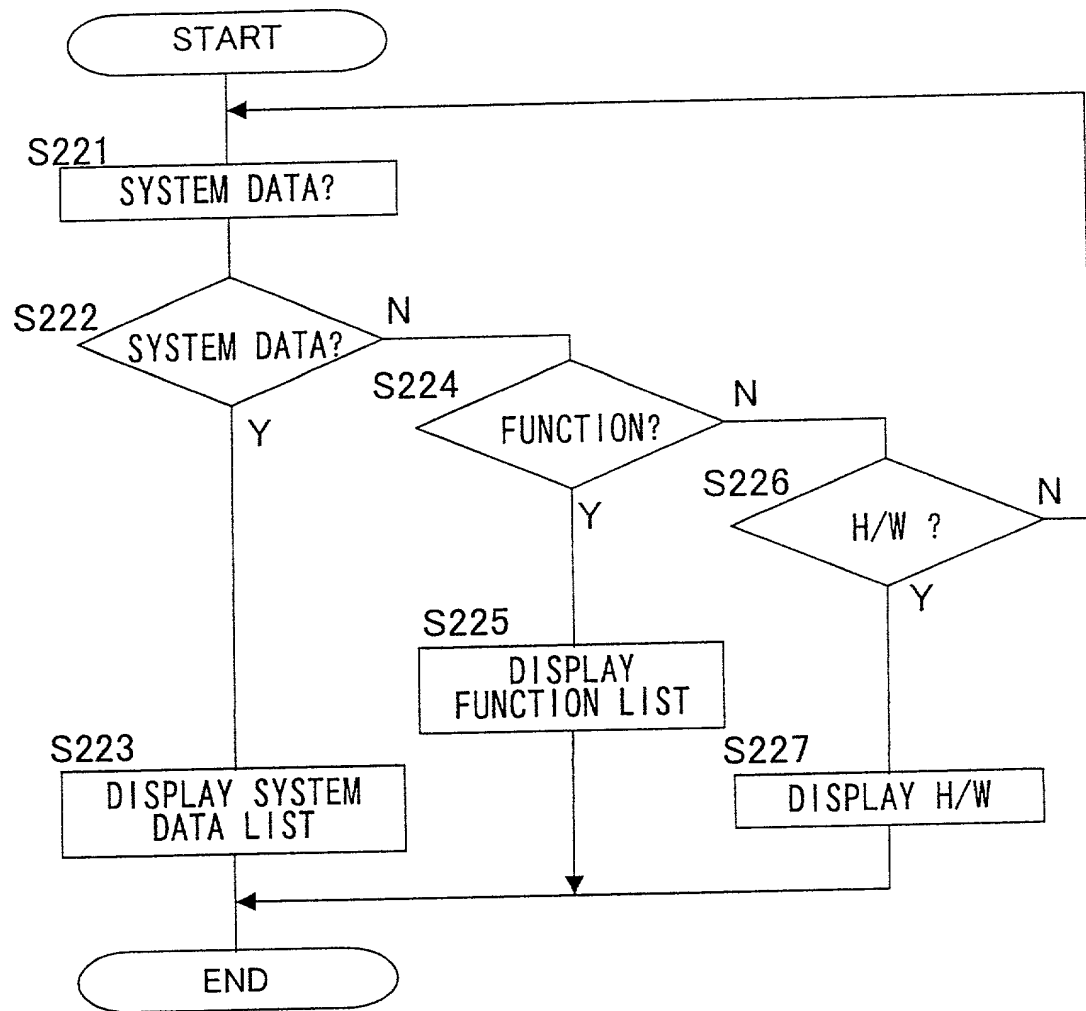 START
S221
SYSTEM DATA?
S222
SYSTEM DATA?
N
Y
S224
FUNCTION?
N
Y
S226
H/W ?
N
Y
S225
DISPLAY
FUNCTION LIST
S223
DISPLAY SYSTEM
DATA LIST
S227
DISPLAY H/W
END